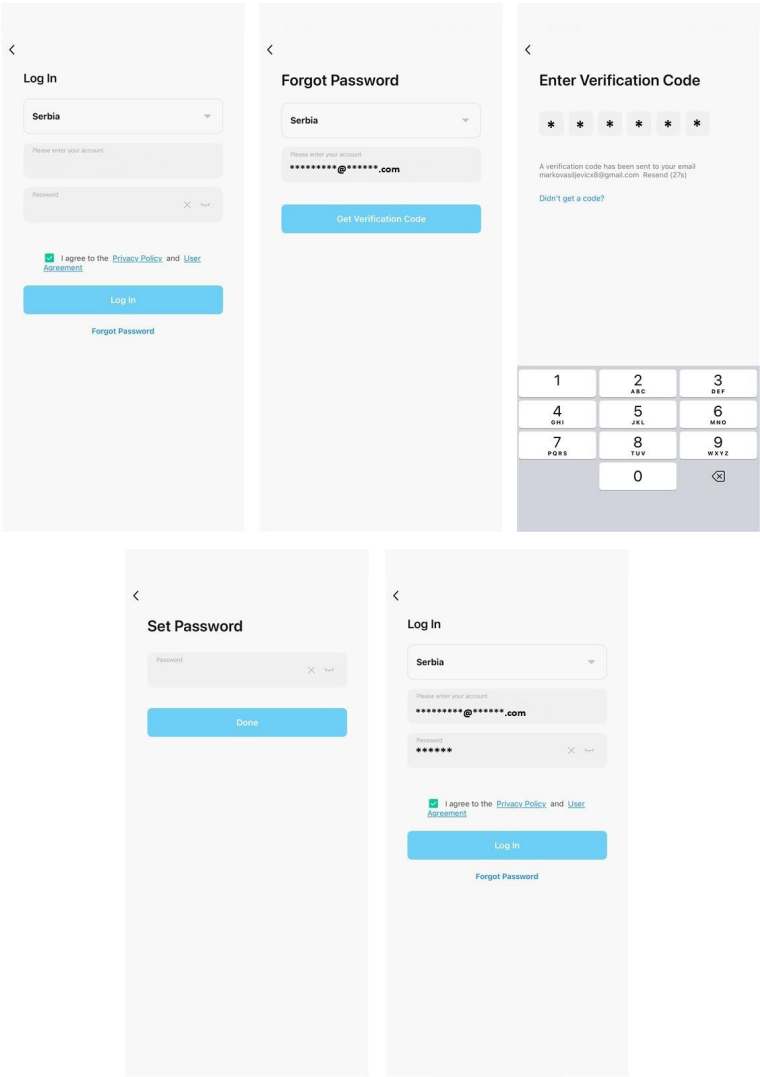 Log In
Serbia
Please enter your account
Password
I agree to the Privacy Policy and User
Agreement
Log In
Forgot Password
Forgot Password
Serbia
Please enter your account
*********@******.com
Get Verification Code
Enter Verification Code
* * * * * *
A verification code has been sent to your email
markovasiljevicx8@gmail.com Resend (27s)
Didn't get a code?
1 2 3
ABC DEF
4 5 6
GHI JKL MNO
7 8 9
PQRS TUV WXYZ
0
Set Password
Password
Done
Log In
Serbia
Please enter your account
*********@******.com
Password
******
I agree to the Privacy Policy and User
Agreement
Log In
Forgot Password